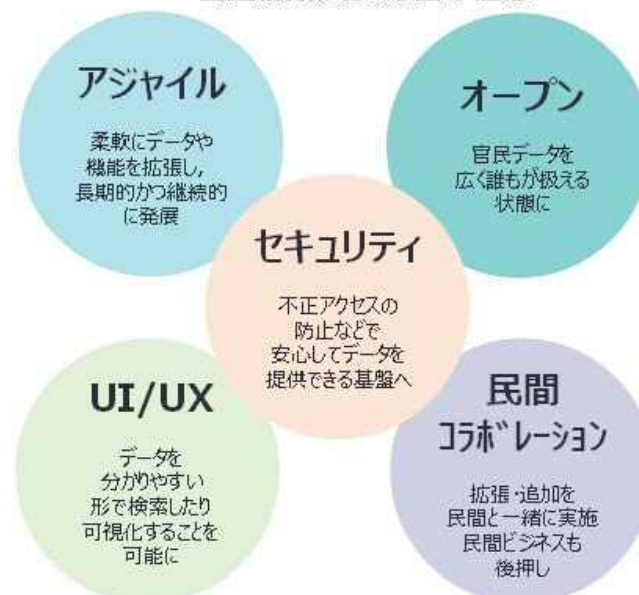 アジャイル
柔軟にデータや
機能を拡張し,
長期的かつ継続的
に発展
オープン
官民データを
広く誰もが扱える
状態に
セキュリティ
不正アクセスの
防止などで
安心してデータを
提供できる基盤へ
UI/UX
データを
分かりやすい
形で検索したり
可視化することを
可能に
民間
コラボレーション
拡張・追加を
民間と一緒に実施
民間ビジネスも
後押し